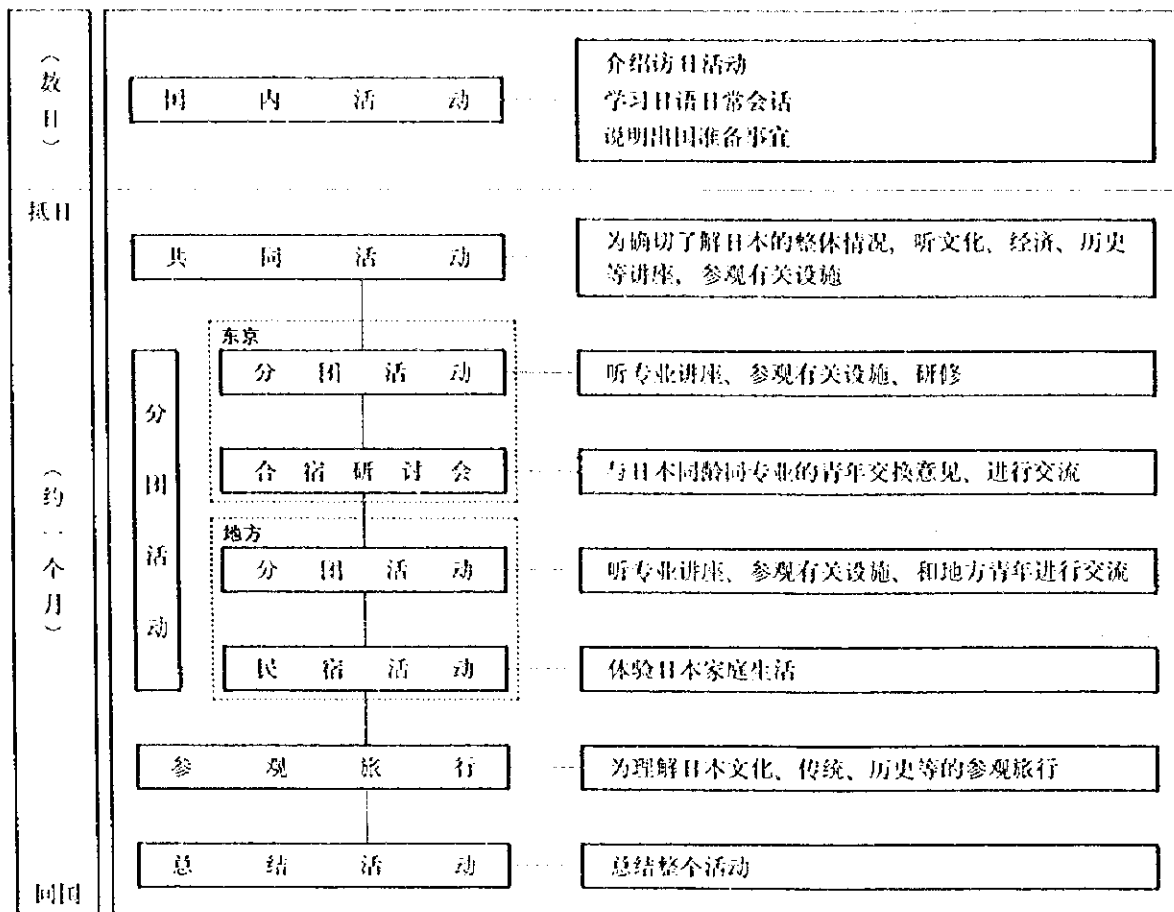 （数日）
国内活动
介绍访日活动
学习日语日常会话
说明出国准备事宜
抵日
共同活动
为确切了解日本的整体情况，听文化、经济、历史
等讲座，参观有关设施
（约一个月）
分团活动
东京
分团活动
听专业讲座、参观有关设施、研修
合宿研讨会
与日本同龄同专业的青年交换意见、进行交流
地方
分团活动
听专业讲座、参观有关设施、和地方青年进行交流
民宿活动
体验日本家庭生活
参观旅行
为理解日本文化、传统、历史等的参观旅行
总结活动
总结整个活动
回国